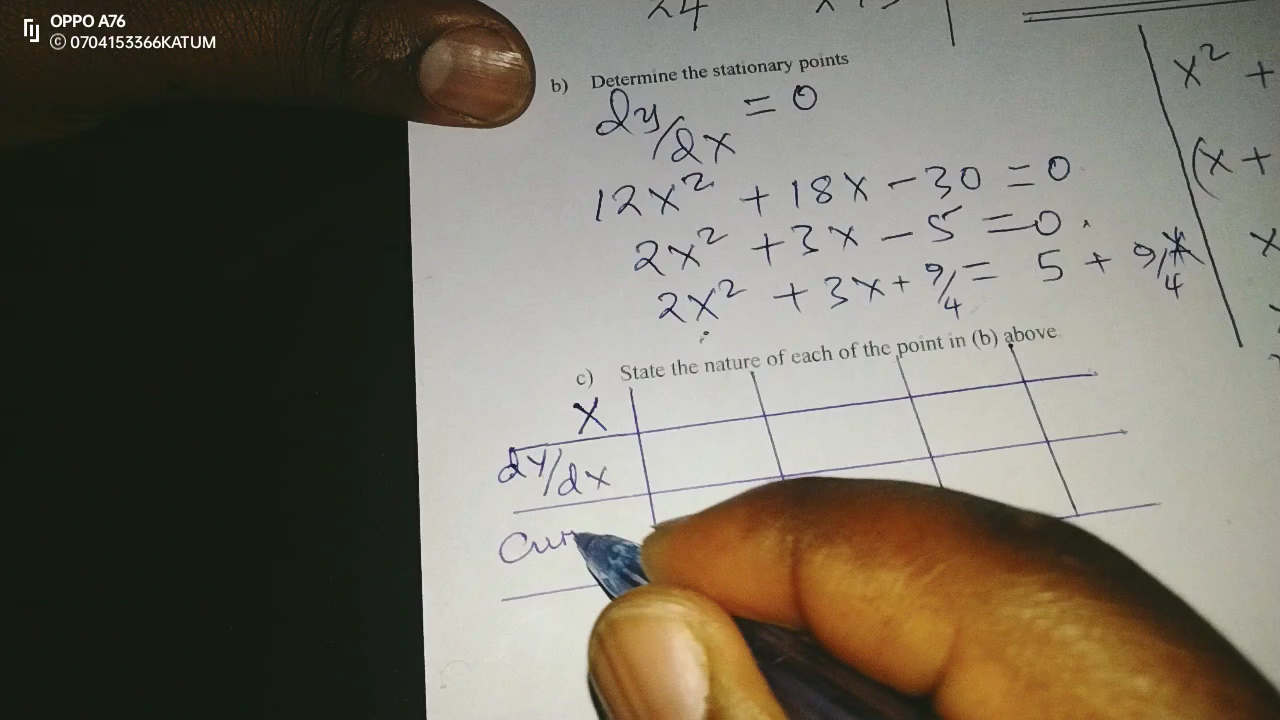 OPPO A76
© 0704153366KATUM
b) Determine the stationary points
dy/dx = 0
12x² + 18x - 30 = 0
2x² + 3x - 5 = 0
2x² + 3x + 9/4 = 5 + 9/4
x² +
(x +
x
c) State the nature of each of the point in (b) above
X
dy/dx
Cur